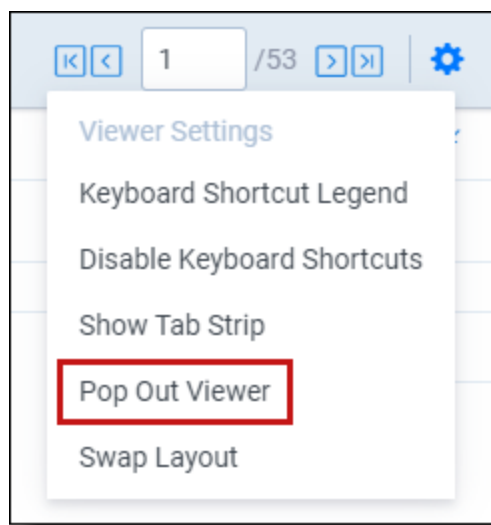 1 /53
Viewer Settings
Keyboard Shortcut Legend
Disable Keyboard Shortcuts
Show Tab Strip
Pop Out Viewer
Swap Layout